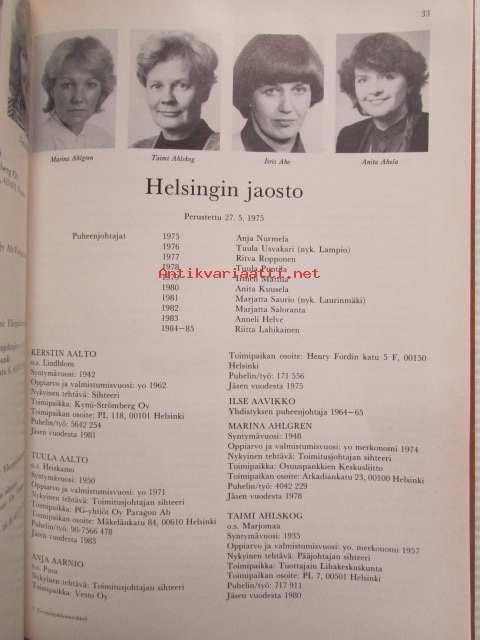 33
Marina Ahlgren
Taimi Ahlskog
Iiris Aho
Anita Ahola
Helsingin jaosto
Perustettu 27. 5. 1975
Puheenjohtajat 1975 Anja Nurmela
1976 Tuula Usvakari (nyk. Lampio)
1977 Ritva Ropponen
1978 Tuula Puntila
1979 Irmeli Mattila
1980 Anita Kuusela
1981 Marjatta Saurio (nyk. Laurinmäki)
1982 Marjatta Saloranta
1983 Anneli Helve
1984–85 Riitta Lahikainen
Antikvariaatti.net
KERSTIN AALTO
o.s. Lindblom
Syntymävuosi: 1942
Oppiarvo ja valmistumisvuosi: yo 1962
Nykyinen tehtävä: Sihteeri
Toimipaikka: Kymi-Strömberg Oy
Toimipaikan osoite: PL 118, 00101 Helsinki
Puhelin/työ: 5642 254
Jäsen vuodesta 1981
TUULA AALTO
o.s. Heiskamo
Syntymävuosi: 1950
Oppiarvo ja valmistumisvuosi: yo 1971
Nykyinen tehtävä: Toimitusjohtajan sihteeri
Toimipaikka: PG-yhtiöt Oy Paragon Ab
Toimipaikan osoite: Mäkelänkatu 84, 00610 Helsinki
Puhelin/työ: 90-7566 478
Jäsen vuodesta 1983
ANJA AARNIO
o.s. Pusa
Nykyinen tehtävä: Toimitusjohtajan sihteeri
Toimipaikka: Vesto Oy
Toimipaikan osoite: Henry Fordin katu 5 F, 00150
Helsinki
Puhelin/työ: 171 556
Jäsen vuodesta 1975
ILSE AAVIKKO
Yhdistyksen puheenjohtaja 1964–65
MARINA AHLGREN
Syntymävuosi: 1948
Oppiarvo ja valmistumisvuosi: yo merkonomi 1974
Nykyinen tehtävä: Toimitusjohtajan sihteeri
Toimipaikka: Osuuspankkien Keskusliitto
Toimipaikan osoite: Arkadiankatu 23, 00100 Helsinki
Puhelin/työ: 4042 229
Jäsen vuodesta 1978
TAIMI AHLSKOG
o.s. Marjomaa
Syntymävuosi: 1935
Oppiarvo ja valmistumisvuosi: yo, merkonomi 1957
Nykyinen tehtävä: Pääjohtajan sihteeri
Toimipaikka: Tuottajain Lihakeskuskunta
Toimipaikan osoite: PL 7, 00501 Helsinki
Puhelin/työ: 717 911
Jäsen vuodesta 1980